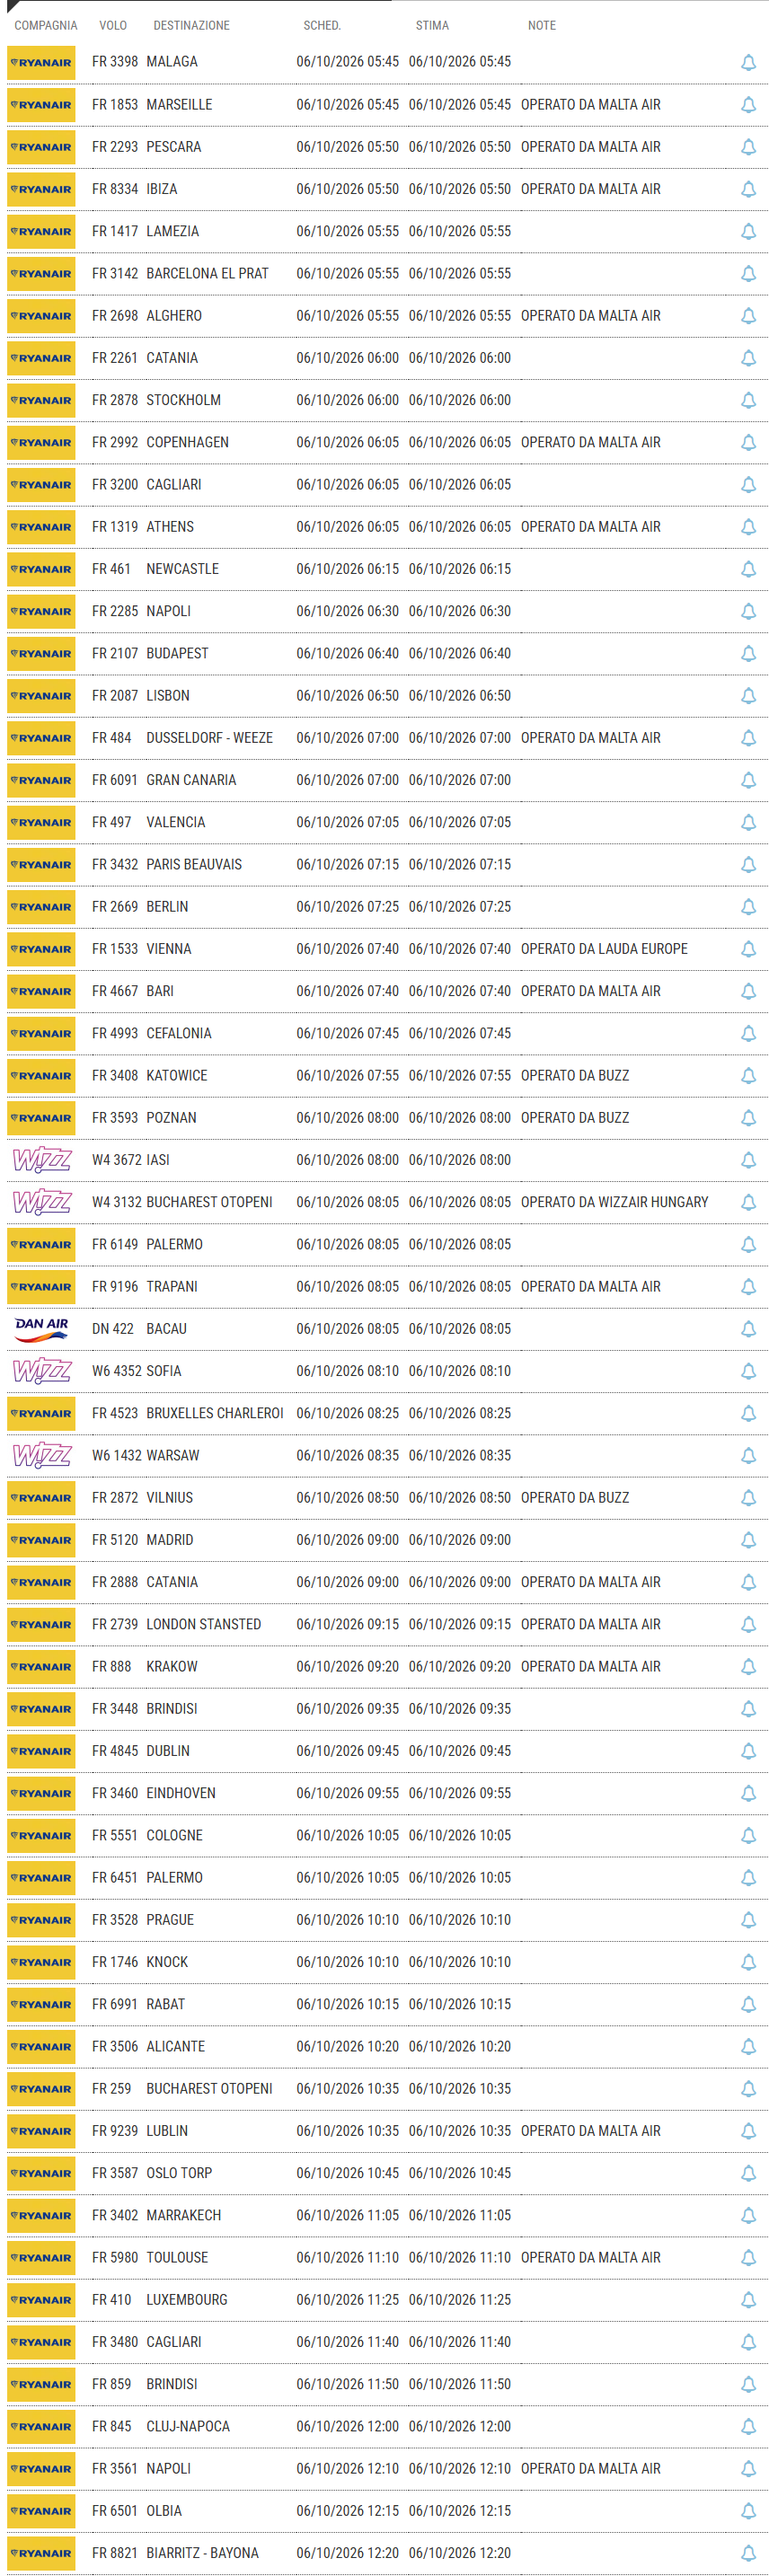 COMPAGNIA VOLO DESTINAZIONE SCHED. STIMA NOTE
RYANAIR FR 3398 MALAGA 06/10/2026 05:45 06/10/2026 05:45
RYANAIR FR 1853 MARSEILLE 06/10/2026 05:45 06/10/2026 05:45 OPERATO DA MALTA AIR
RYANAIR FR 2293 PESCARA 06/10/2026 05:50 06/10/2026 05:50 OPERATO DA MALTA AIR
RYANAIR FR 8334 IBIZA 06/10/2026 05:50 06/10/2026 05:50 OPERATO DA MALTA AIR
RYANAIR FR 1417 LAMEZIA 06/10/2026 05:55 06/10/2026 05:55
RYANAIR FR 3142 BARCELONA EL PRAT 06/10/2026 05:55 06/10/2026 05:55
RYANAIR FR 2698 ALGHERO 06/10/2026 05:55 06/10/2026 05:55 OPERATO DA MALTA AIR
RYANAIR FR 2261 CATANIA 06/10/2026 06:00 06/10/2026 06:00
RYANAIR FR 2878 STOCKHOLM 06/10/2026 06:00 06/10/2026 06:00
RYANAIR FR 2992 COPENHAGEN 06/10/2026 06:05 06/10/2026 06:05 OPERATO DA MALTA AIR
RYANAIR FR 3200 CAGLIARI 06/10/2026 06:05 06/10/2026 06:05
RYANAIR FR 1319 ATHENS 06/10/2026 06:05 06/10/2026 06:05 OPERATO DA MALTA AIR
RYANAIR FR 461 NEWCASTLE 06/10/2026 06:15 06/10/2026 06:15
RYANAIR FR 2285 NAPOLI 06/10/2026 06:30 06/10/2026 06:30
RYANAIR FR 2107 BUDAPEST 06/10/2026 06:40 06/10/2026 06:40
RYANAIR FR 2087 LISBON 06/10/2026 06:50 06/10/2026 06:50
RYANAIR FR 484 DUSSELDORF - WEEZE 06/10/2026 07:00 06/10/2026 07:00 OPERATO DA MALTA AIR
RYANAIR FR 6091 GRAN CANARIA 06/10/2026 07:00 06/10/2026 07:00
RYANAIR FR 497 VALENCIA 06/10/2026 07:05 06/10/2026 07:05
RYANAIR FR 3432 PARIS BEAUVAIS 06/10/2026 07:15 06/10/2026 07:15
RYANAIR FR 2669 BERLIN 06/10/2026 07:25 06/10/2026 07:25
RYANAIR FR 1533 VIENNA 06/10/2026 07:40 06/10/2026 07:40 OPERATO DA LAUDA EUROPE
RYANAIR FR 4667 BARI 06/10/2026 07:40 06/10/2026 07:40 OPERATO DA MALTA AIR
RYANAIR FR 4993 CEFALONIA 06/10/2026 07:45 06/10/2026 07:45
RYANAIR FR 3408 KATOWICE 06/10/2026 07:55 06/10/2026 07:55 OPERATO DA BUZZ
RYANAIR FR 3593 POZNAN 06/10/2026 08:00 06/10/2026 08:00 OPERATO DA BUZZ
WIZZ W4 3672 IASI 06/10/2026 08:00 06/10/2026 08:00
WIZZ W4 3132 BUCHAREST OTOPENI 06/10/2026 08:05 06/10/2026 08:05 OPERATO DA WIZZAIR HUNGARY
RYANAIR FR 6149 PALERMO 06/10/2026 08:05 06/10/2026 08:05
RYANAIR FR 9196 TRAPANI 06/10/2026 08:05 06/10/2026 08:05 OPERATO DA MALTA AIR
DAN AIR DN 422 BACAU 06/10/2026 08:05 06/10/2026 08:05
WIZZ W6 4352 SOFIA 06/10/2026 08:10 06/10/2026 08:10
RYANAIR FR 4523 BRUXELLES CHARLEROI 06/10/2026 08:25 06/10/2026 08:25
WIZZ W6 1432 WARSAW 06/10/2026 08:35 06/10/2026 08:35
RYANAIR FR 2872 VILNIUS 06/10/2026 08:50 06/10/2026 08:50 OPERATO DA BUZZ
RYANAIR FR 5120 MADRID 06/10/2026 09:00 06/10/2026 09:00
RYANAIR FR 2888 CATANIA 06/10/2026 09:00 06/10/2026 09:00 OPERATO DA MALTA AIR
RYANAIR FR 2739 LONDON STANSTED 06/10/2026 09:15 06/10/2026 09:15 OPERATO DA MALTA AIR
RYANAIR FR 888 KRAKOW 06/10/2026 09:20 06/10/2026 09:20 OPERATO DA MALTA AIR
RYANAIR FR 3448 BRINDISI 06/10/2026 09:35 06/10/2026 09:35
RYANAIR FR 4845 DUBLIN 06/10/2026 09:45 06/10/2026 09:45
RYANAIR FR 3460 EINDHOVEN 06/10/2026 09:55 06/10/2026 09:55
RYANAIR FR 5551 COLOGNE 06/10/2026 10:05 06/10/2026 10:05
RYANAIR FR 6451 PALERMO 06/10/2026 10:05 06/10/2026 10:05
RYANAIR FR 3528 PRAGUE 06/10/2026 10:10 06/10/2026 10:10
RYANAIR FR 1746 KNOCK 06/10/2026 10:10 06/10/2026 10:10
RYANAIR FR 6991 RABAT 06/10/2026 10:15 06/10/2026 10:15
RYANAIR FR 3506 ALICANTE 06/10/2026 10:20 06/10/2026 10:20
RYANAIR FR 259 BUCHAREST OTOPENI 06/10/2026 10:35 06/10/2026 10:35
RYANAIR FR 9239 LUBLIN 06/10/2026 10:35 06/10/2026 10:35 OPERATO DA MALTA AIR
RYANAIR FR 3587 OSLO TORP 06/10/2026 10:45 06/10/2026 10:45
RYANAIR FR 3402 MARRAKECH 06/10/2026 11:05 06/10/2026 11:05
RYANAIR FR 5980 TOULOUSE 06/10/2026 11:10 06/10/2026 11:10 OPERATO DA MALTA AIR
RYANAIR FR 410 LUXEMBOURG 06/10/2026 11:25 06/10/2026 11:25
RYANAIR FR 3480 CAGLIARI 06/10/2026 11:40 06/10/2026 11:40
RYANAIR FR 859 BRINDISI 06/10/2026 11:50 06/10/2026 11:50
RYANAIR FR 845 CLUJ-NAPOCA 06/10/2026 12:00 06/10/2026 12:00
RYANAIR FR 3561 NAPOLI 06/10/2026 12:10 06/10/2026 12:10 OPERATO DA MALTA AIR
RYANAIR FR 6501 OLBIA 06/10/2026 12:15 06/10/2026 12:15
RYANAIR FR 8821 BIARRITZ - BAYONA 06/10/2026 12:20 06/10/2026 12:20